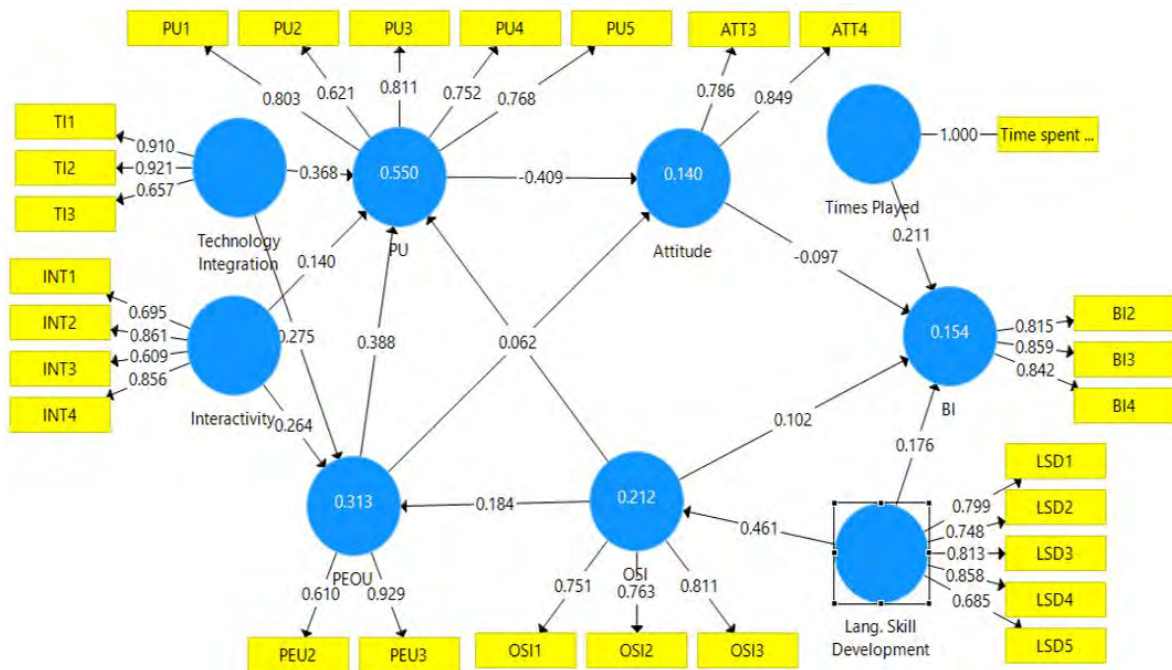 PU1
PU2
PU3
PU4
PU5
ATT3
ATT4
0.803
0.621
0.811
0.752
0.768
0.786
0.849
TI1
TI2
TI3
0.910
0.921
0.657
0.368
0.550
-0.409
0.140
1.000
Time spent ...
Technology
Integration
PU
Attitude
Times Played
0.140
0.211
-0.097
INT1
INT2
INT3
INT4
0.695
0.861
0.609
0.856
Interactivity
0.275
0.388
0.062
0.264
0.154
BI
0.815
0.859
0.842
BI2
BI3
BI4
0.102
0.176
0.313
PEOU
0.184
0.212
OSI
0.461
Lang. Skill
Development
0.799
0.748
0.813
0.858
0.685
LSD1
LSD2
LSD3
LSD4
LSD5
0.610
0.929
PEU2
PEU3
0.751
0.763
0.811
OSI1
OSI2
OSI3